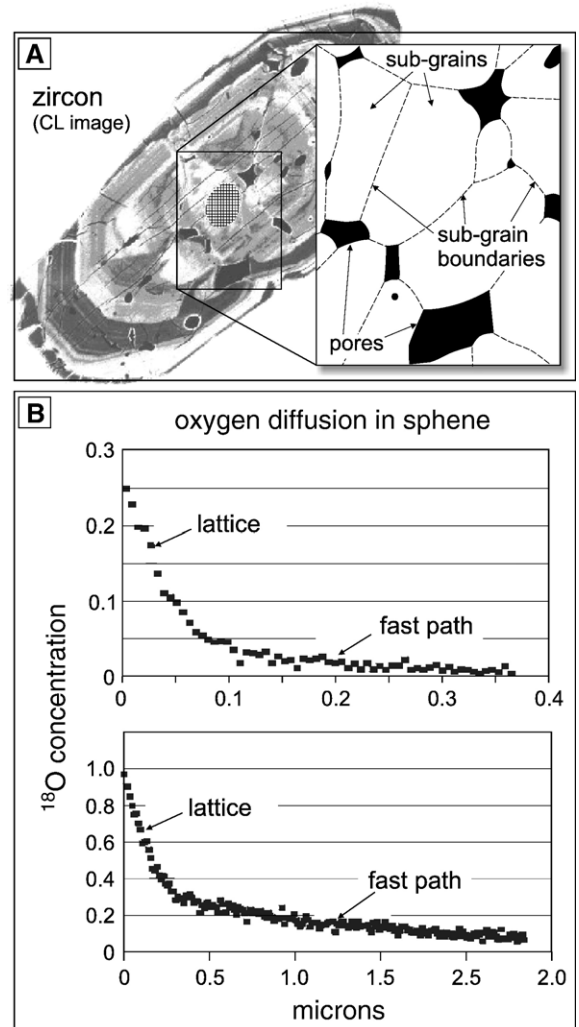 A
zircon
(CL image)
sub-grains
sub-grain
boundaries
pores
B
oxygen diffusion in sphene
0.3
0.2
0.1
0
lattice
fast path
0
0.1
0.2
0.3
0.4
18O concentration
1.0
0.8
0.6
0.4
0.2
0
lattice
fast path
0
0.5
1.0
1.5
2.5
2.0
microns